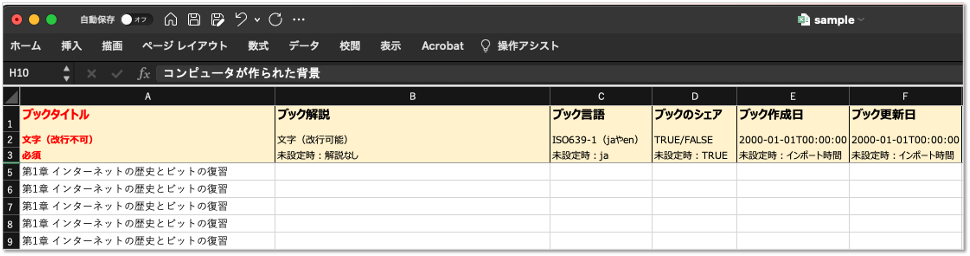 自動保存 オフ sample
ホーム 挿入 描画 ページ レイアウト 数式 データ 校閲 表示 Acrobat 操作アシスト
H10 fx コンピュータが作られた背景
A B C D E F
1 ブックタイトル ブック解説 ブック言語 ブックのシェア ブック作成日 ブック更新日
2 文字（改行不可） 文字（改行可能） ISO639-1（jaやen） TRUE/FALSE 2000-01-01T00:00:00 2000-01-01T00:00:00
3 必須 未設定時：解説なし 未設定時：ja 未設定時：TRUE 未設定時：インポート時間 未設定時：インポート時間
5 第1章 インターネットの歴史とビットの復習
6 第1章 インターネットの歴史とビットの復習
7 第1章 インターネットの歴史とビットの復習
8 第1章 インターネットの歴史とビットの復習
9 第1章 インターネットの歴史とビットの復習